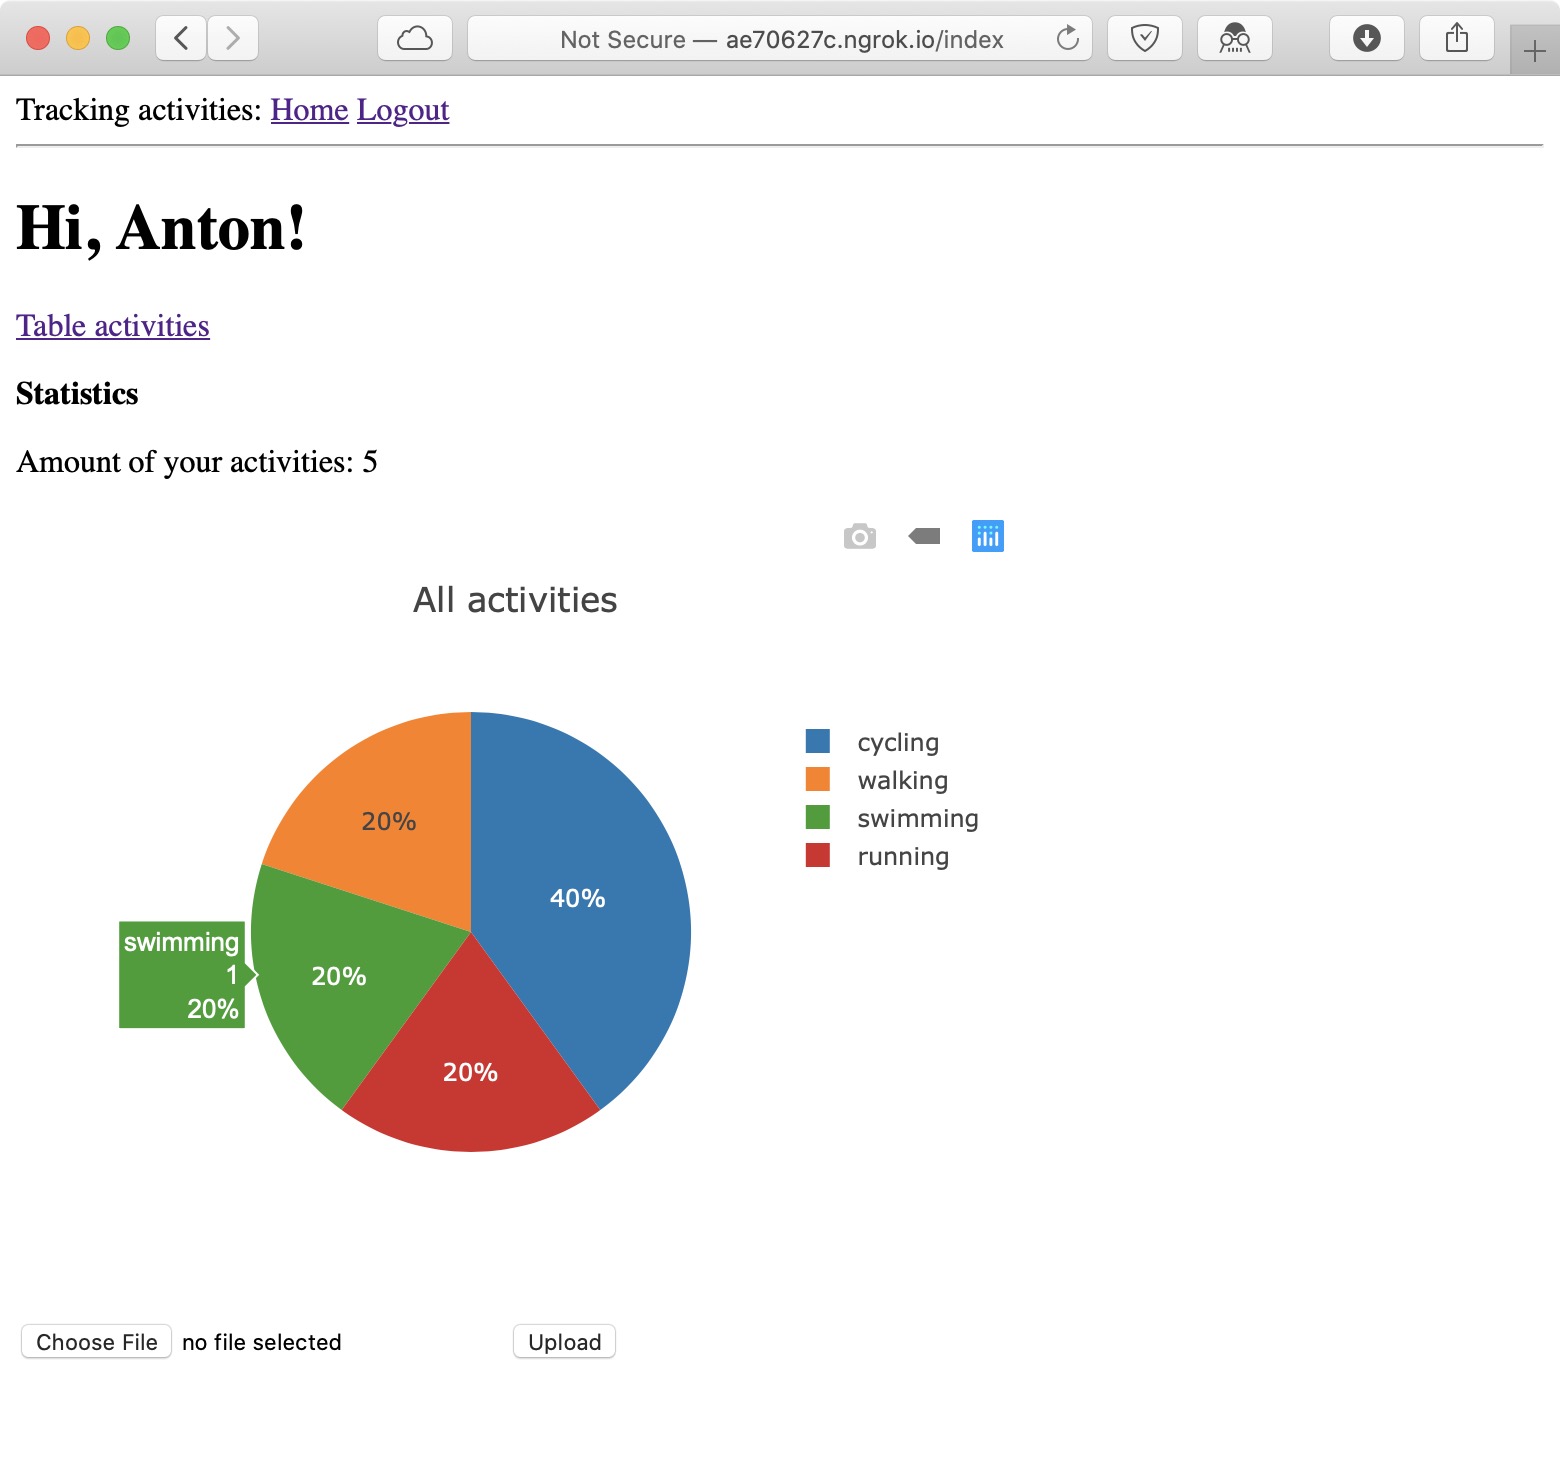 Not Secure — ae70627c.ngrok.io/index
Tracking activities: Home Logout
Hi, Anton!
Table activities
Statistics
Amount of your activities: 5
All activities
cycling
walking
swimming
running
20%
40%
20%
20%
swimming
1
20%
Choose File no file selected Upload